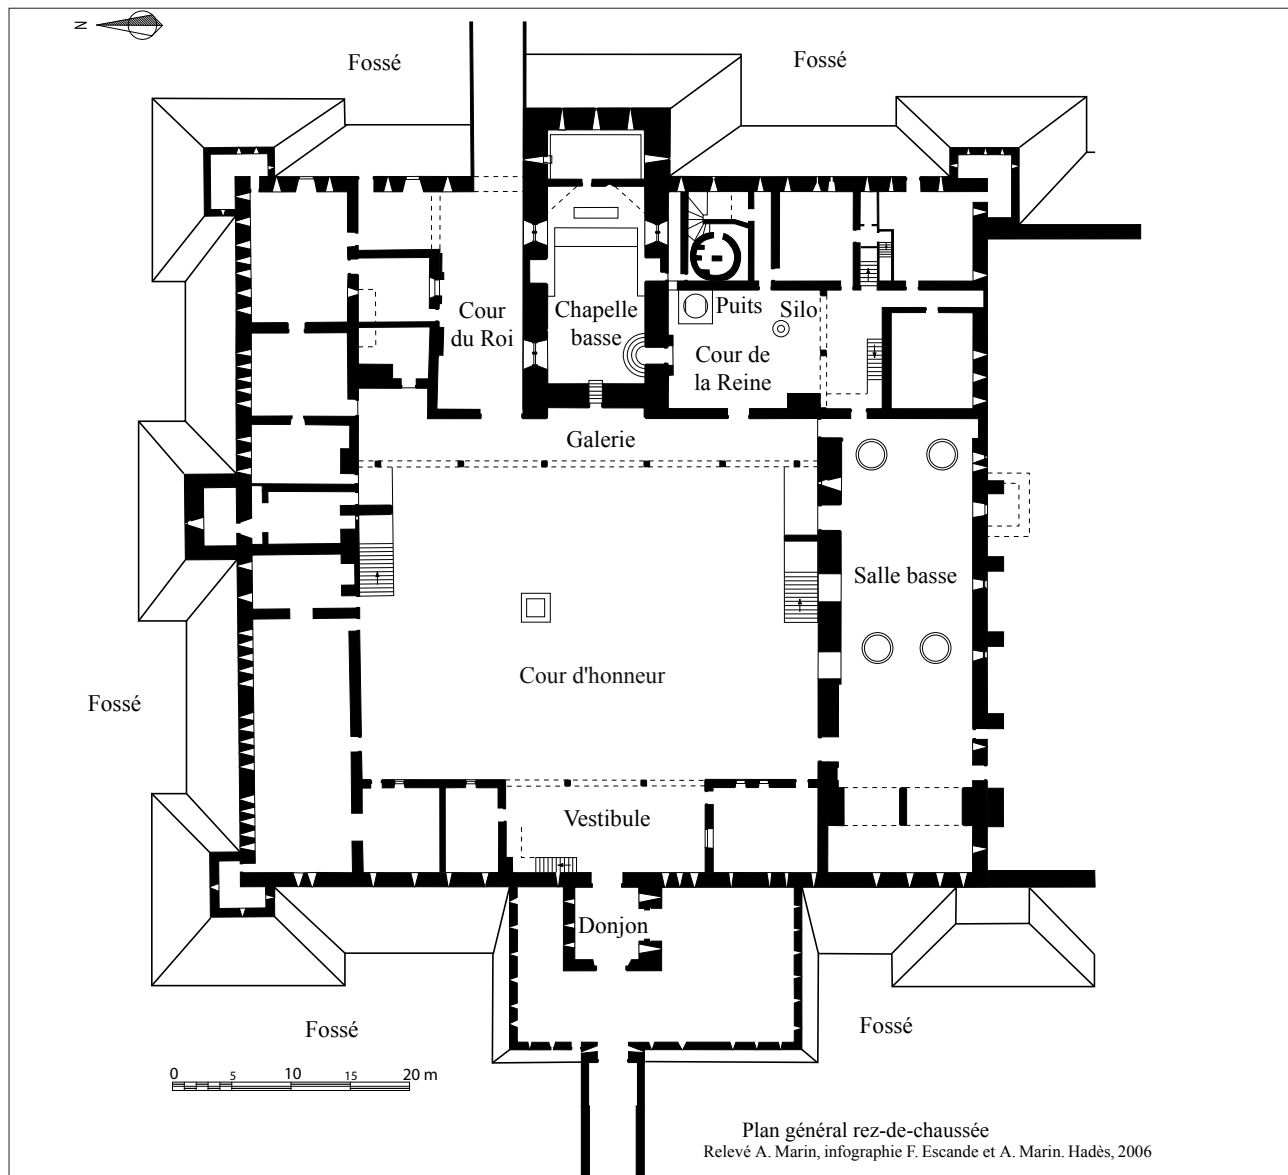 N
Fossé
Fossé
Puits
Silo
Cour
du Roi
Chapelle
basse
Cour de
la Reine
Galerie
Salle basse
Cour d'honneur
Fossé
Vestibule
Donjon
Fossé
Fossé
0 5 10 15 20 m
Plan général rez-de-chaussée
Relevé A. Marin, infographie F. Escande et A. Marin. Hadès, 2006